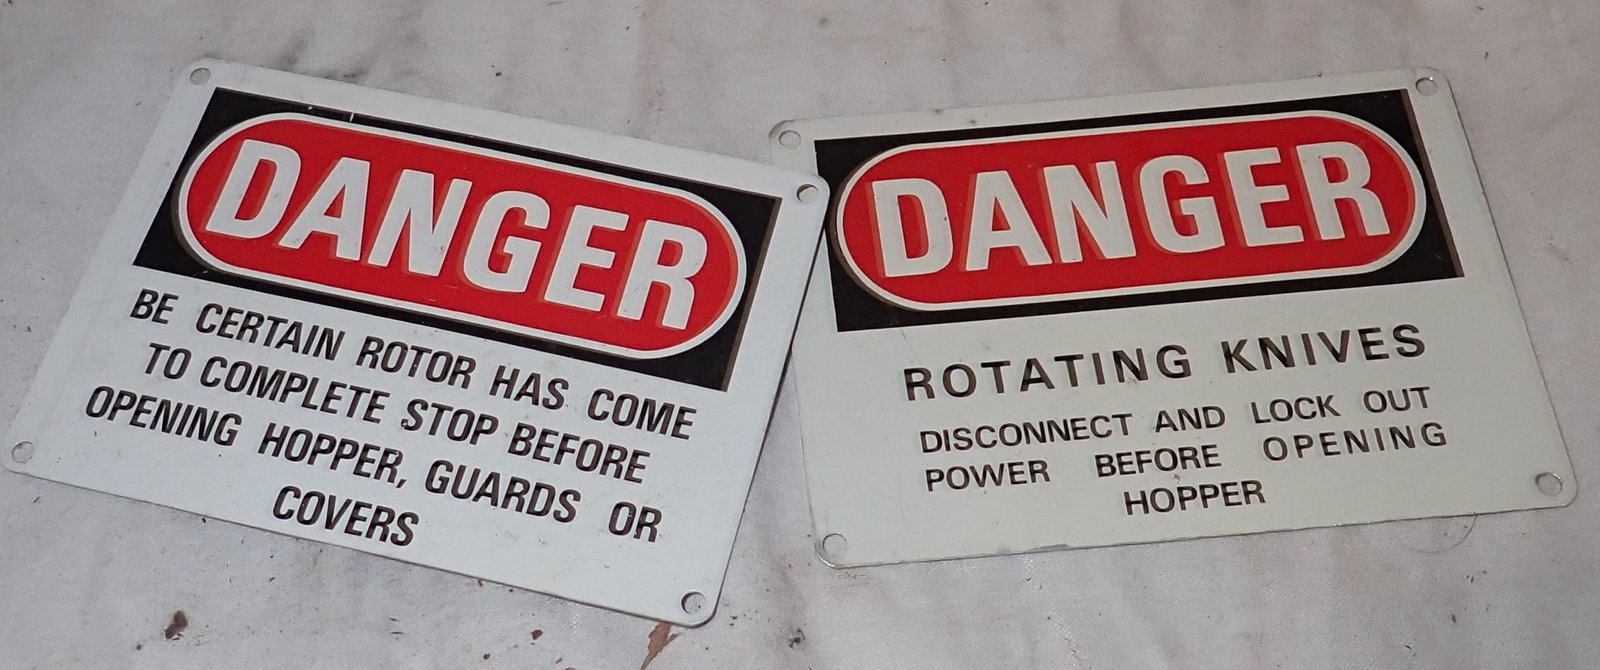 DANGER
BE CERTAIN ROTOR HAS COME
TO COMPLETE STOP BEFORE
OPENING HOPPER, GUARDS OR
COVERS
DANGER
ROTATING KNIVES
DISCONNECT AND LOCK OUT
POWER BEFORE OPENING
HOPPER